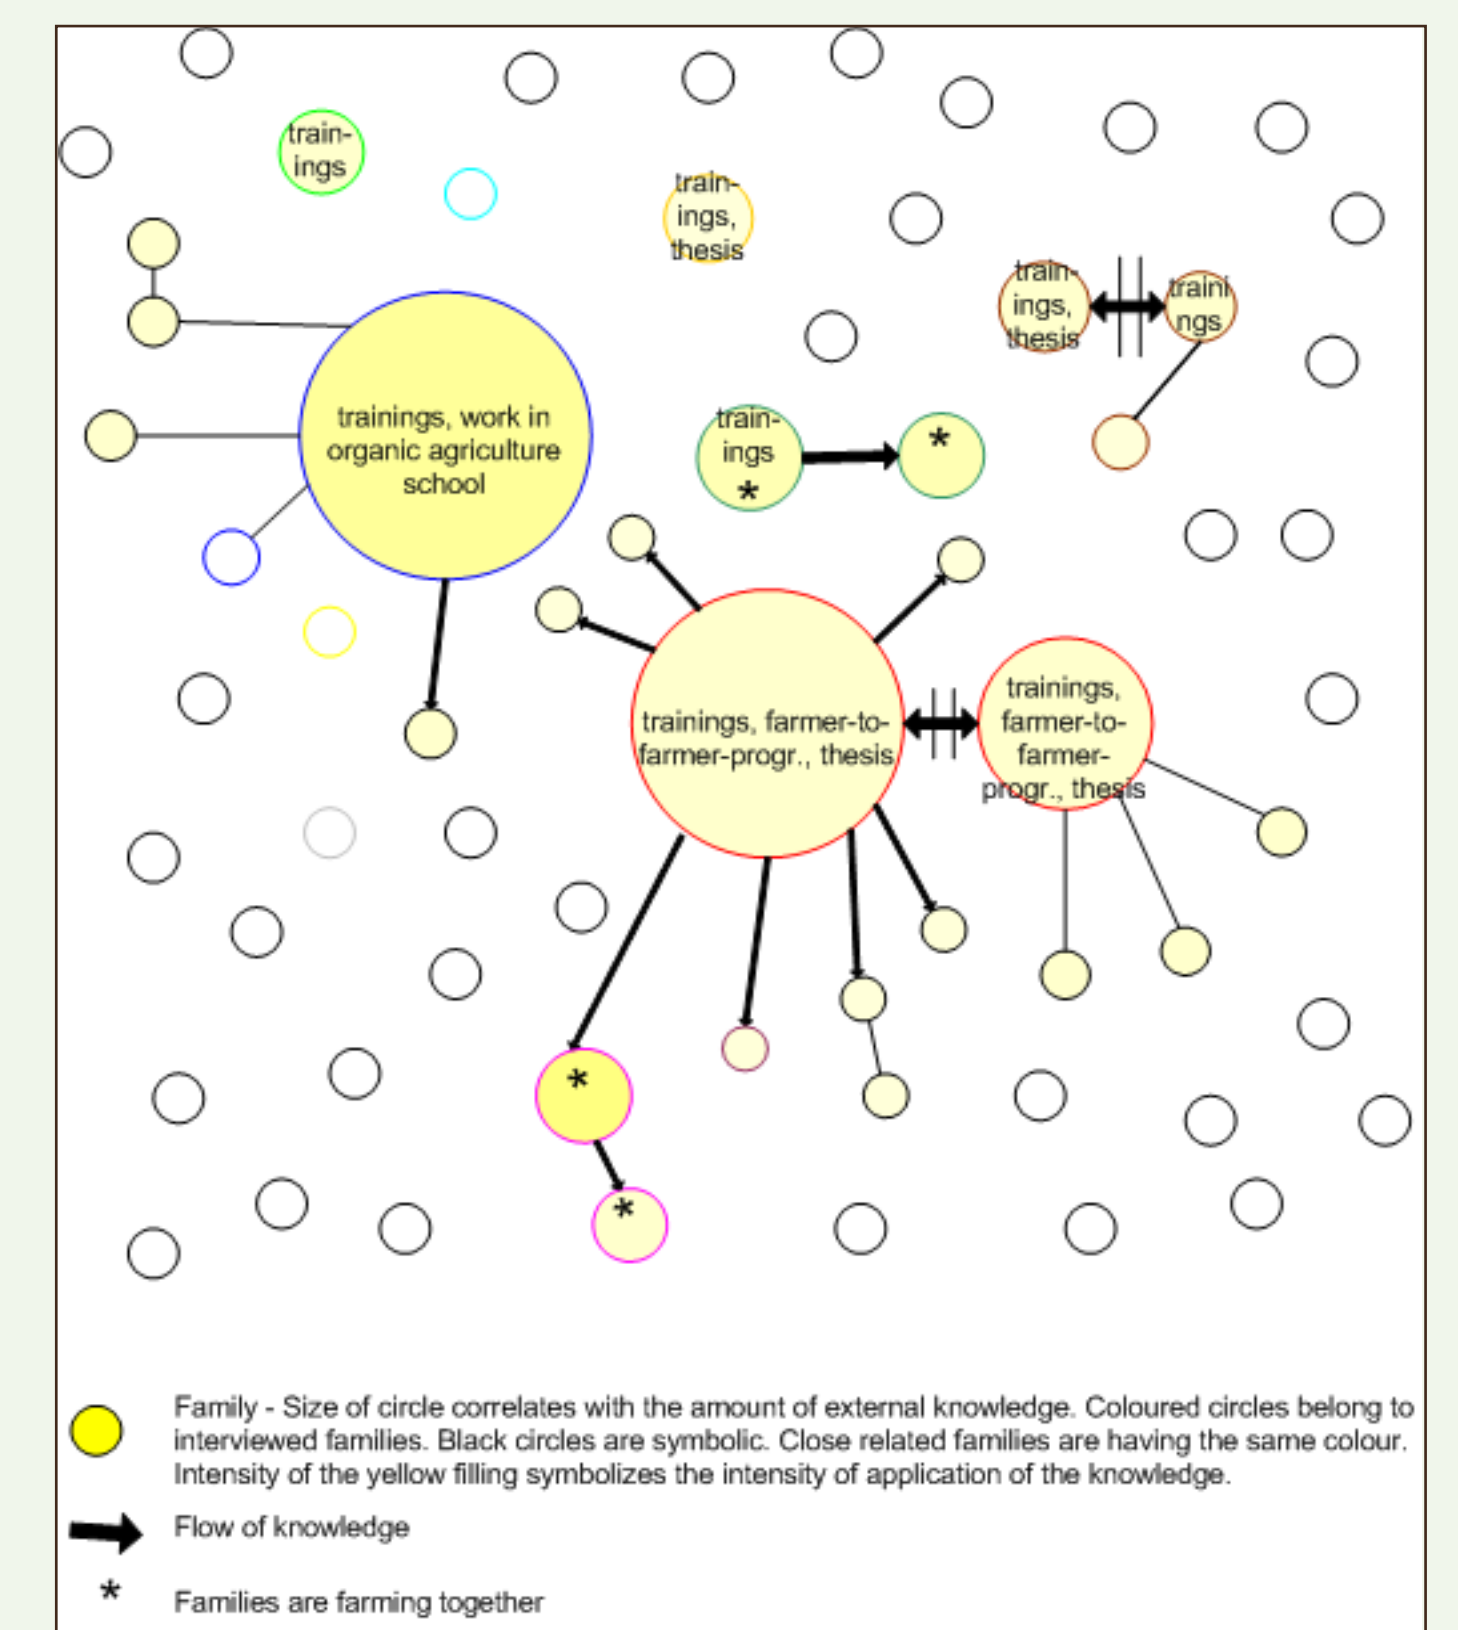 train-
ings
train-
ings,
thesis
train-
ings,
thesis
traini
ngs
trainings, work in
organic agriculture
school
train-
ings
*
*
trainings, farmer-to-
farmer-progr., thesis
trainings,
farmer-to-
farmer-
progr., thesis
*
*
Family - Size of circle correlates with the amount of external knowledge. Coloured circles belong to
interviewed families. Black circles are symbolic. Close related families are having the same colour.
Intensity of the yellow filling symbolizes the intensity of application of the knowledge.
Flow of knowledge
* Families are farming together